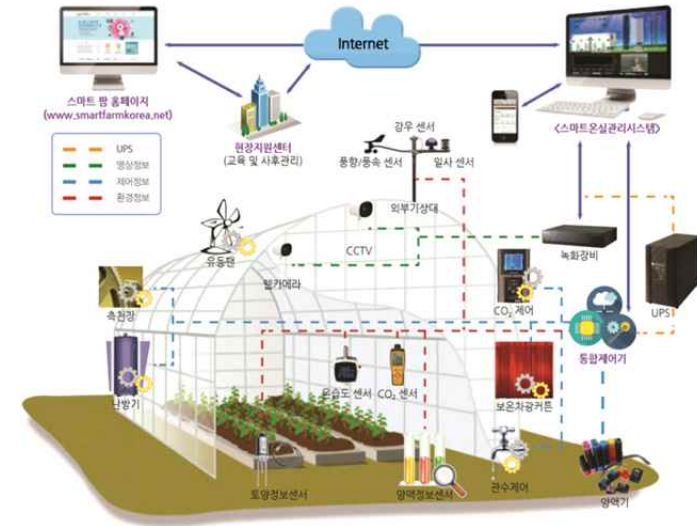 Internet
스마트 팜 홈페이지
(www.smartfarmkorea.net)
현장지원센터
(교육 및 사후관리)
<스마트온실관리시스템>
UPS
영상정보
제어정보
환경정보
강우 센서
풍향/풍속 센서
일사 센서
외부기상대
유동팬
CCTV
웹카메라
녹화장비
측천장
CO₂ 제어
UPS
통합제어기
난방기
온습도 센서
CO₂ 센서
보온차광커튼
토양정보센서
양액정보센서
관수제어
양액기